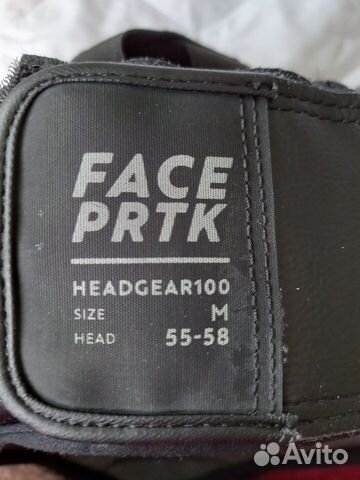 FACE
PRTK
HEADGEAR100
SIZE M
HEAD 55-58
Avito